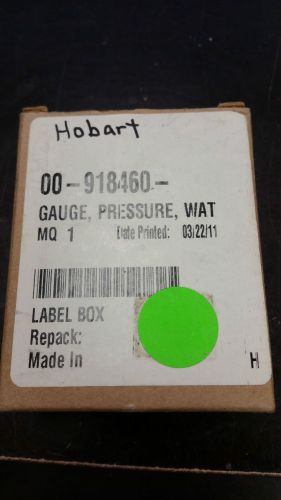 Hobart
00-918460-
GAUGE, PRESSURE, WAT
MQ 1 Date Printed: 03/22/11
LABEL BOX
Repack:
Made In
H